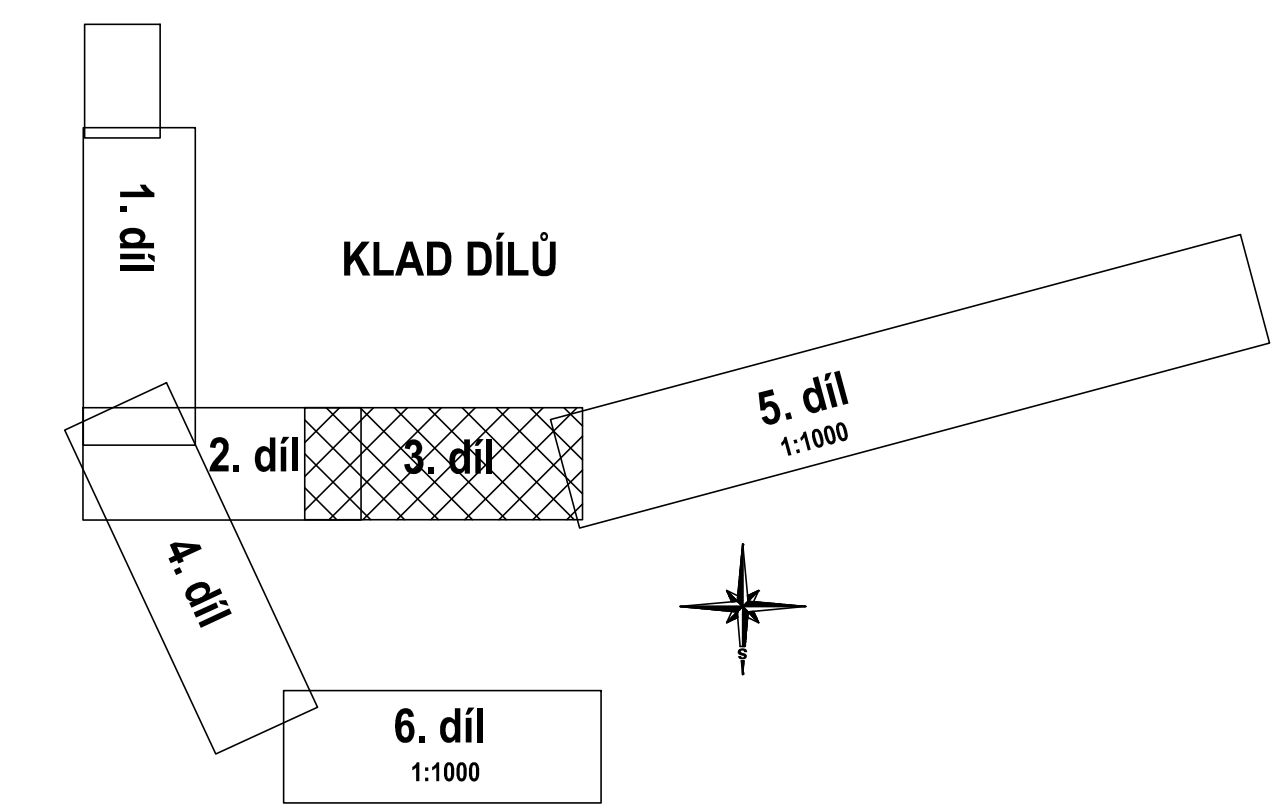 1. díl
KLAD DÍLŮ
5. díl
1:1000
2. díl
3. díl
4. díl
S
6. díl
1:1000